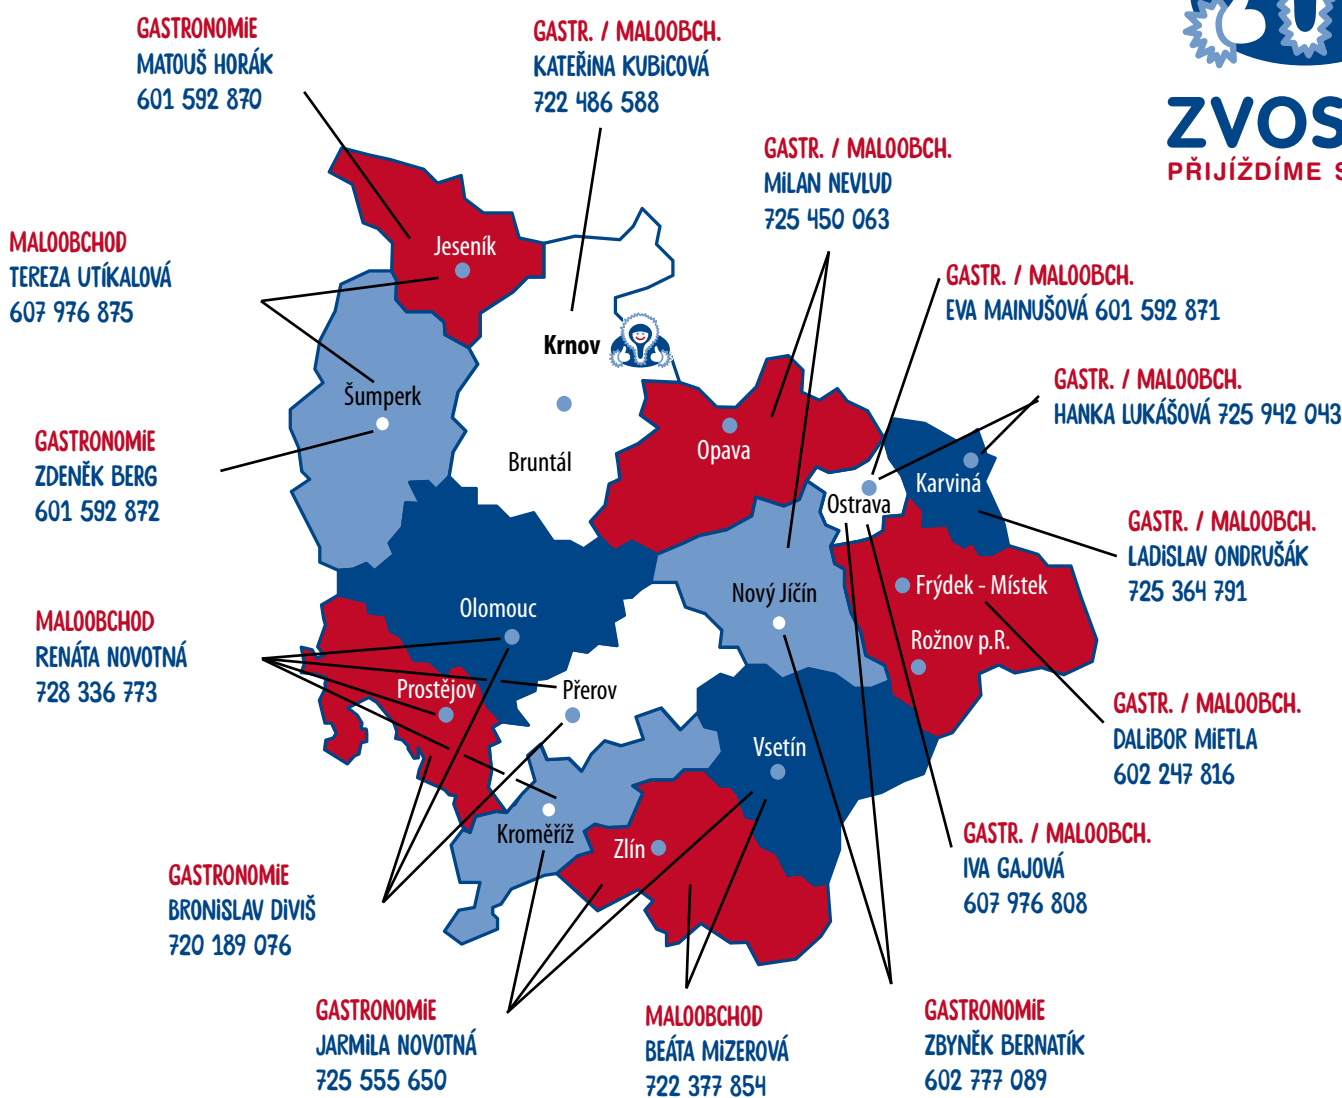 GASTRONOMiE
MATOUŠ HORÁK
601 592 870
GASTR. / MALOOBCH.
KATEŘiNA KUBiCOVÁ
722 486 588
ZVOS
PŘIJÍŽDÍME S
GASTR. / MALOOBCH.
MiLAN NEVLUD
725 450 063
MALOOBCHOD
TEREZA UTÍKALOVÁ
607 976 875
GASTR. / MALOOBCH.
EVA MAINUŠOVÁ 601 592 871
GASTR. / MALOOBCH.
HANKA LUKÁŠOVÁ 725 942 043
GASTRONOMiE
ZDENĚK BERG
601 592 872
GASTR. / MALOOBCH.
LADiSLAV ONDRUŠÁK
725 364 791
MALOOBCHOD
RENÁTA NOVOTNÁ
728 336 773
GASTR. / MALOOBCH.
DALiBOR MiETLA
602 247 816
GASTR. / MALOOBCH.
IVA GAJOVÁ
607 976 808
GASTRONOMiE
BRONiSLAV DiViŠ
720 189 076
GASTRONOMiE
JARMiLA NOVOTNÁ
725 555 650
MALOOBCHOD
BEÁTA MiZEROVÁ
722 377 854
GASTRONOMiE
ZBYNĚK BERNATÍK
602 777 089
Jeseník
Krnov
Šumperk
Bruntál
Opava
Ostrava
Karviná
Olomouc
Nový Jíčín
Frýdek - Místek
Rožnov p.R.
Prostějov
Přerov
Vsetín
Kroměříž
Zlín